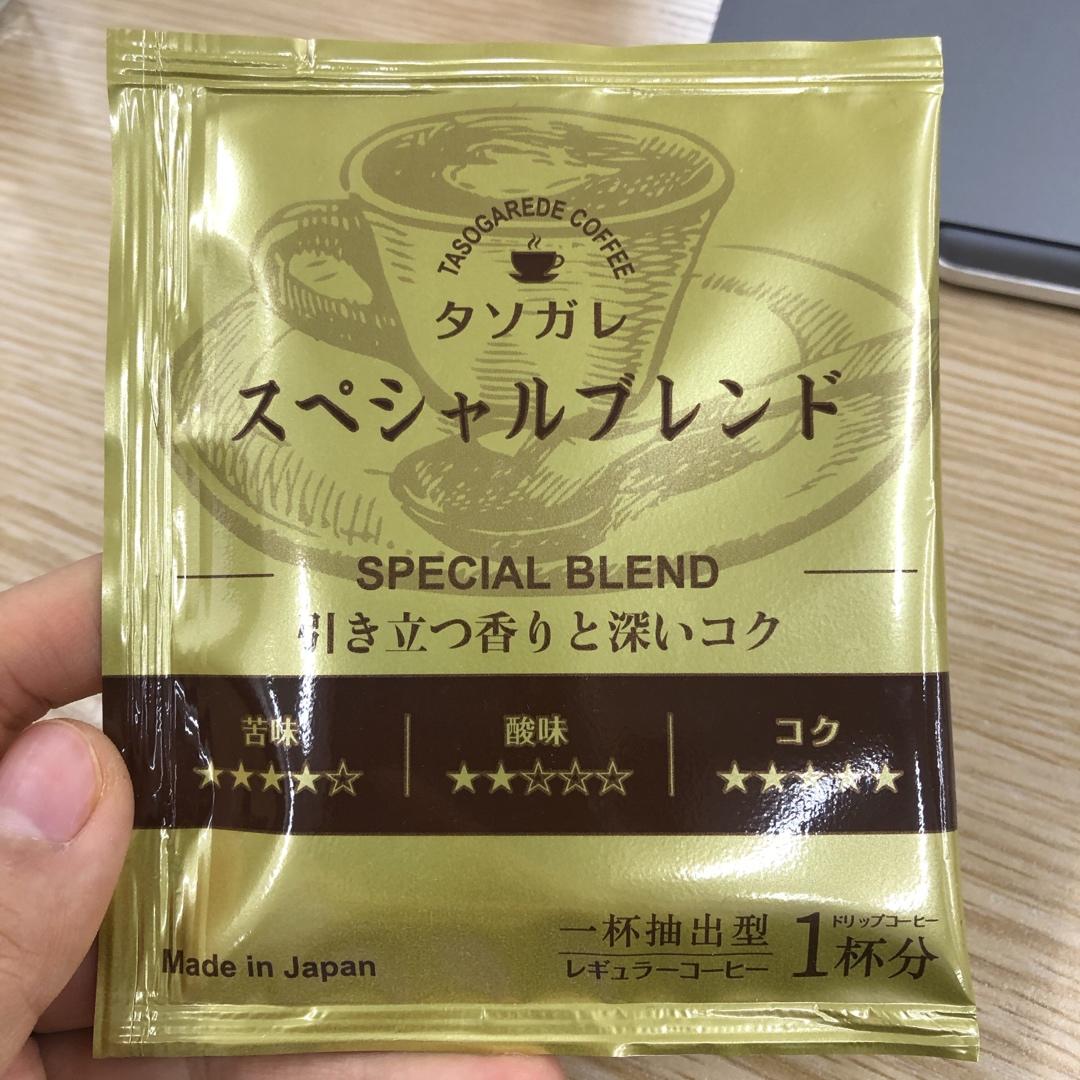 TASOGAREDE COFFEE
タソガレ
スペシャルブレンド
SPECIAL BLEND
引き立つ香りと深いコク
苦味 酸味 コク
★★★★☆ ★★☆☆☆ ★★★★★
Made in Japan
一杯抽出型
レギュラーコーヒー
ドリップコーヒー
1杯分